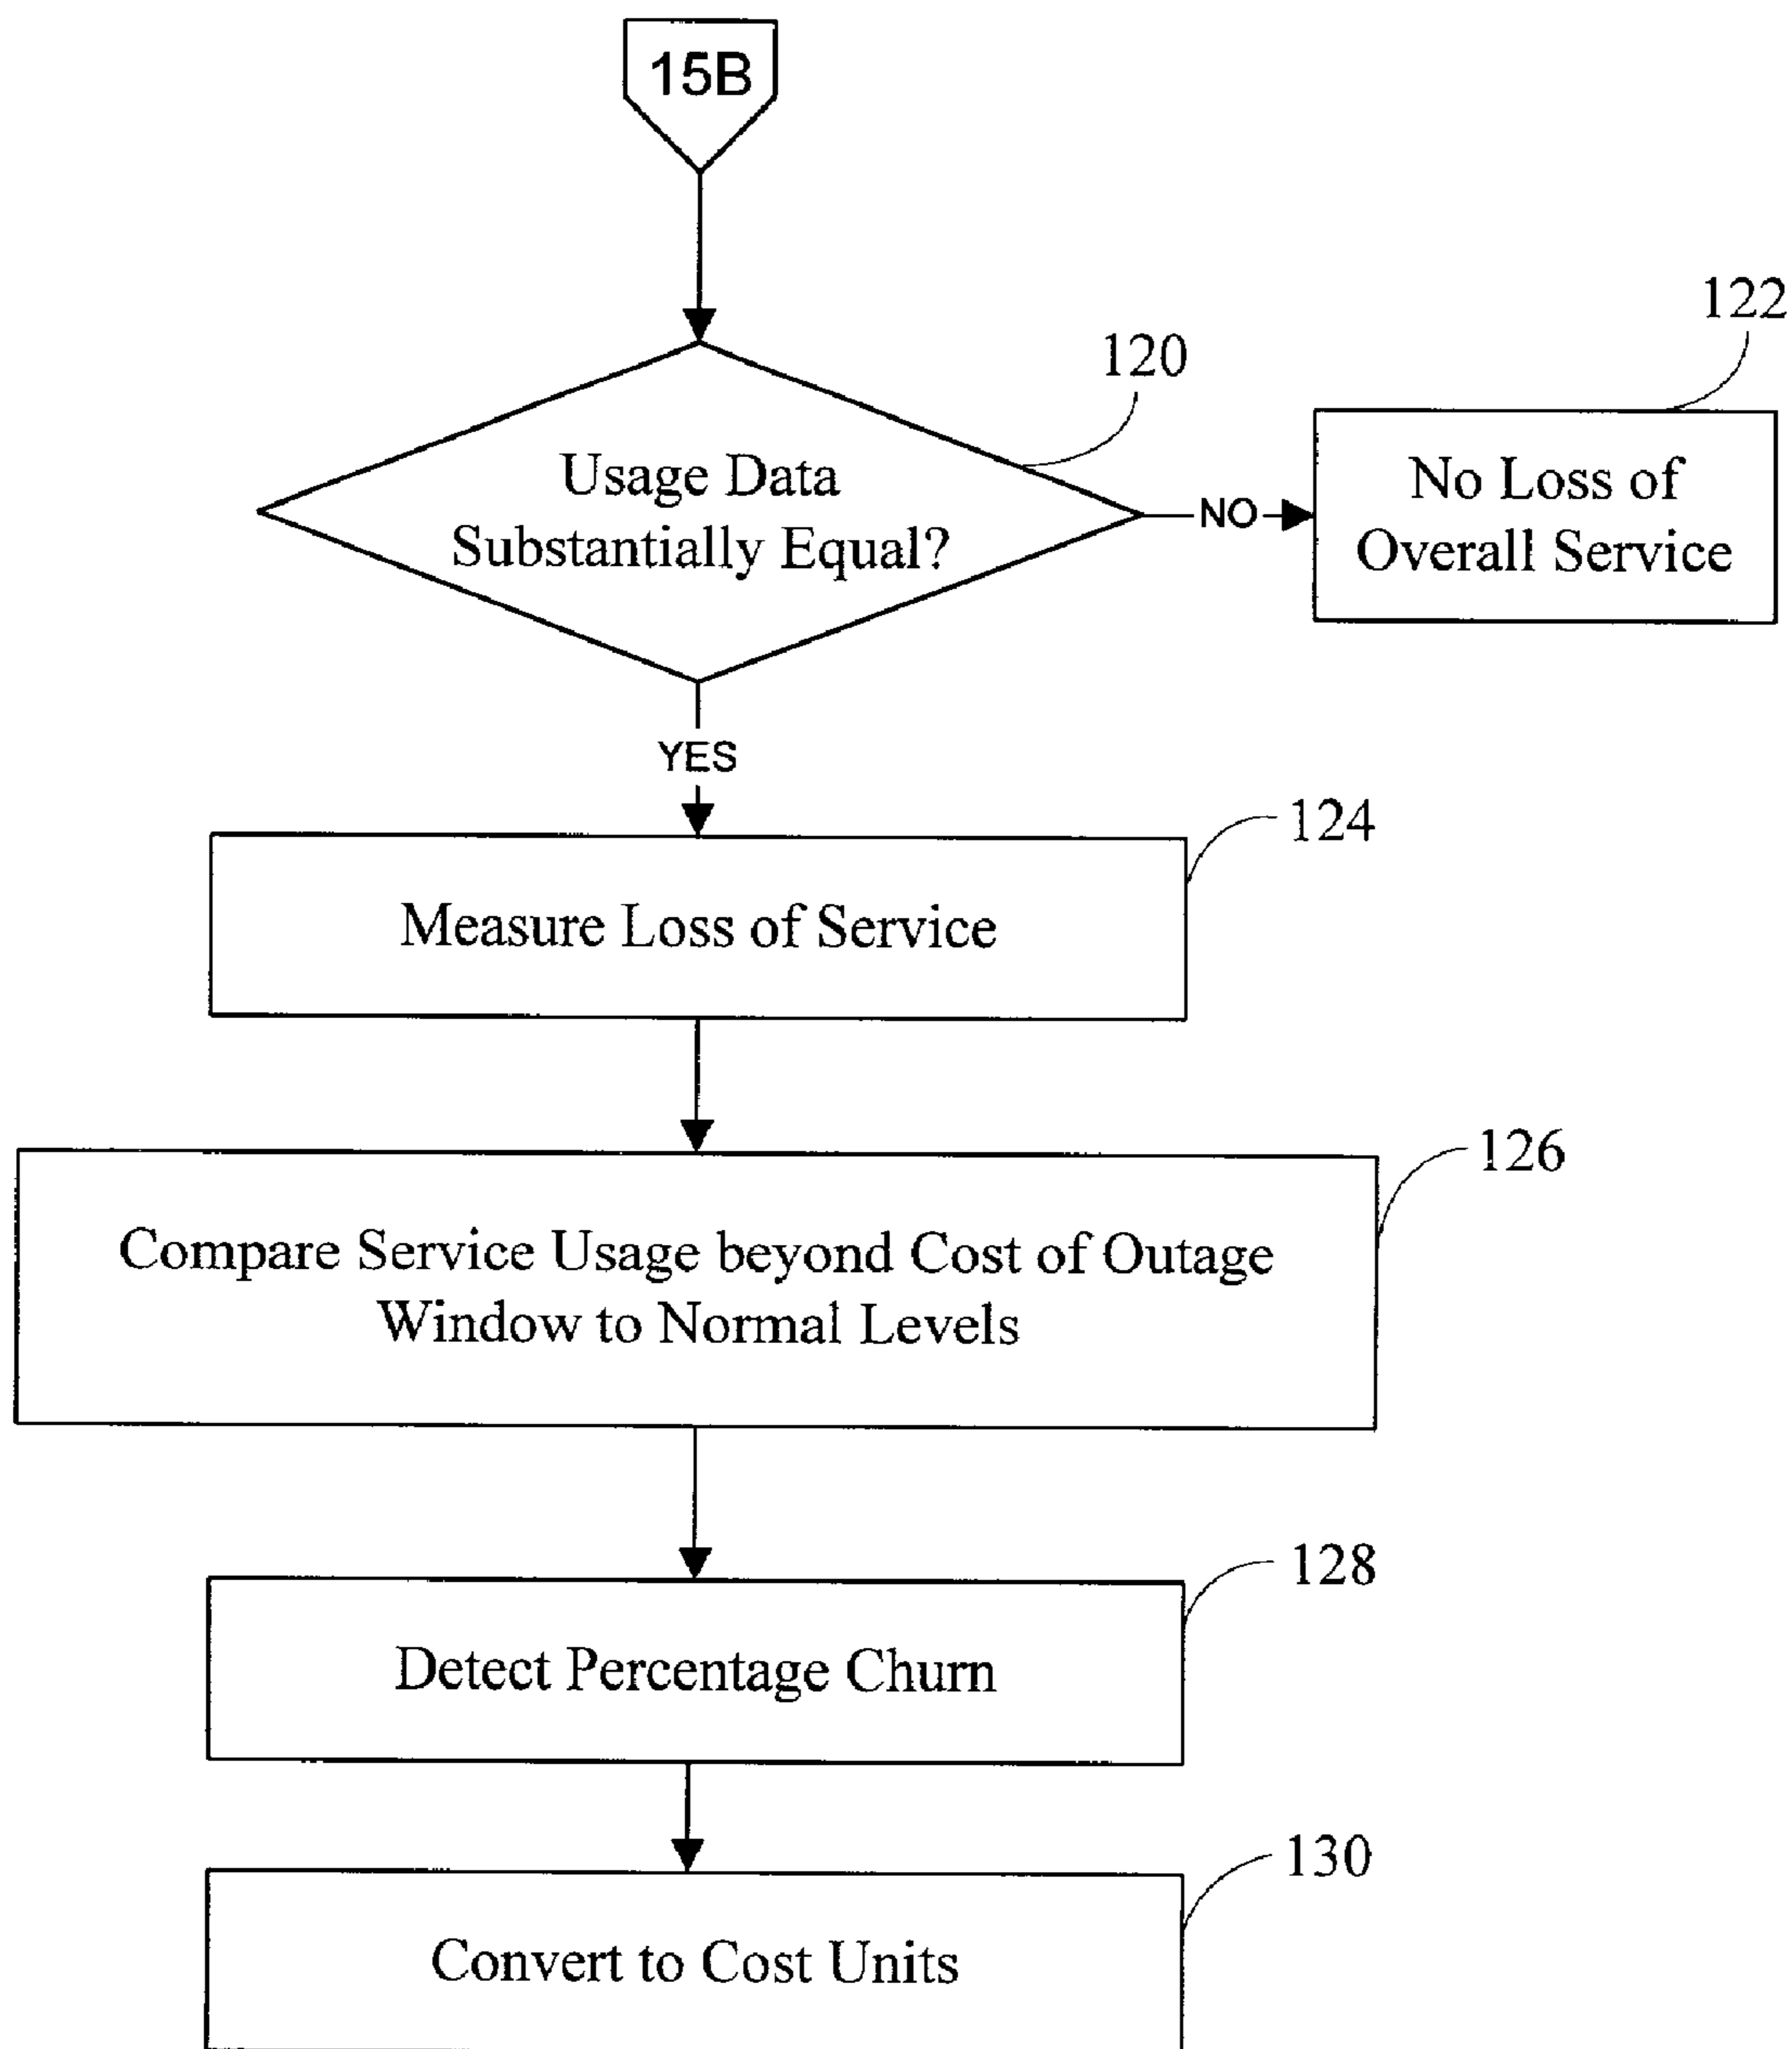 15B
122
120
Usage Data
Substantially Equal?
NO
No Loss of
Overall Service
YES
124
Measure Loss of Service
126
Compare Service Usage beyond Cost of Outage
Window to Normal Levels
128
Detect Percentage Churn
130
Convert to Cost Units